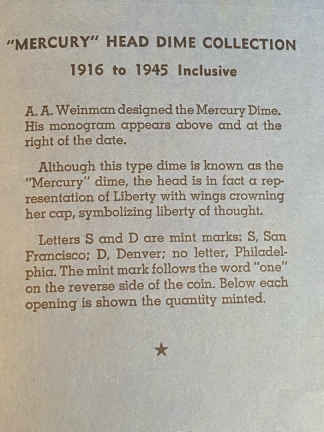 "MERCURY" HEAD DIME COLLECTION
1916 to 1945 Inclusive
A. A. Weinman designed the Mercury Dime.
His monogram appears above and at the
right of the date.
Although this type dime is known as the
"Mercury" dime, the head is in fact a rep-
resentation of Liberty with wings crowning
her cap, symbolizing liberty of thought.
Letters S and D are mint marks: S, San
Francisco; D, Denver; no letter, Philadel-
phia. The mint mark follows the word "one"
on the reverse side of the coin. Below each
opening is shown the quantity minted.